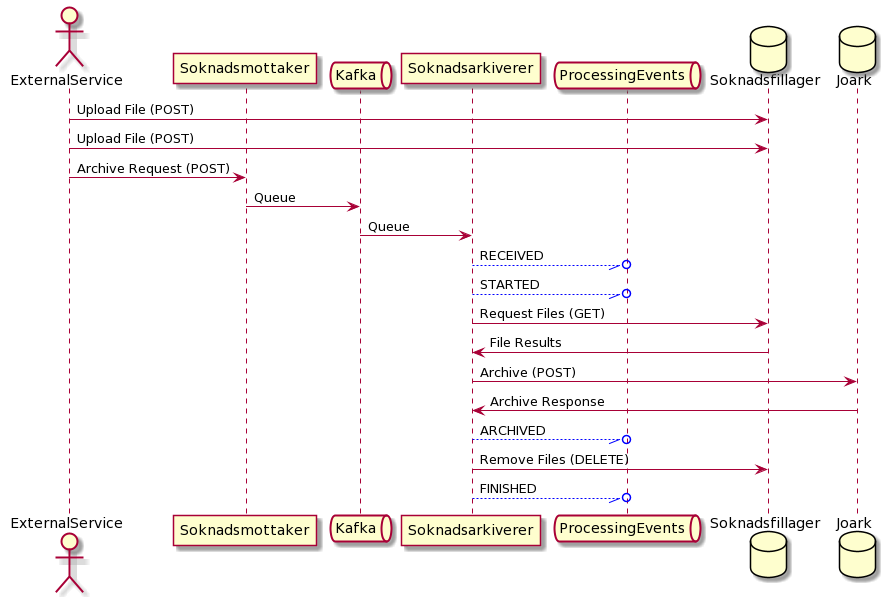 ExternalService
Soknadsmottaker
Kafka
Soknadsarkiverer
ProcessingEvents
Soknadsfillager
Joark
Upload File (POST)
Upload File (POST)
Archive Request (POST)
Queue
Queue
RECEIVED
STARTED
Request Files (GET)
File Results
Archive (POST)
Archive Response
ARCHIVED
Remove Files (DELETE)
FINISHED
ExternalService
Soknadsmottaker
Kafka
Soknadsarkiverer
ProcessingEvents
Soknadsfillager
Joark